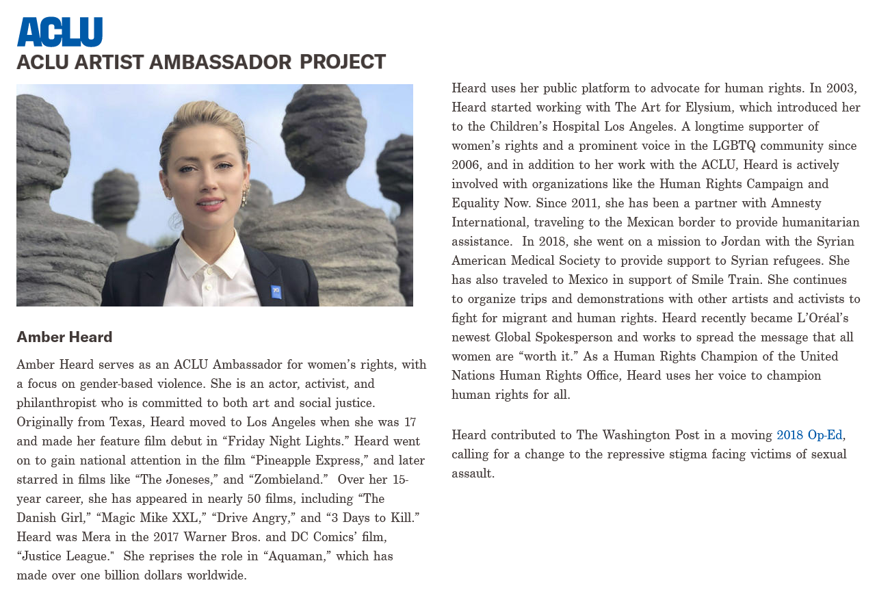 ACLU
ACLU ARTIST AMBASSADOR PROJECT
Amber Heard
Amber Heard serves as an ACLU Ambassador for women's rights, with
a focus on gender-based violence. She is an actor, activist, and
philanthropist who is committed to both art and social justice.
Originally from Texas, Heard moved to Los Angeles when she was 17
and made her feature film debut in “Friday Night Lights.” Heard went
on to gain national attention in the film “Pineapple Express,” and later
starred in films like “The Joneses,” and “Zombieland.”  Over her 15-
year career, she has appeared in nearly 50 films, including “The
Danish Girl,” “Magic Mike XXL,” “Drive Angry,” and “3 Days to Kill.”
Heard was Mera in the 2017 Warner Bros. and DC Comics’ film,
“Justice League."  She reprises the role in “Aquaman,” which has
made over one billion dollars worldwide.
Heard uses her public platform to advocate for human rights. In 2003,
Heard started working with The Art for Elysium, which introduced her
to the Children’s Hospital Los Angeles. A longtime supporter of
women’s rights and a prominent voice in the LGBTQ community since
2006, and in addition to her work with the ACLU, Heard is actively
involved with organizations like the Human Rights Campaign and
Equality Now. Since 2011, she has been a partner with Amnesty
International, traveling to the Mexican border to provide humanitarian
assistance.  In 2018, she went on a mission to Jordan with the Syrian
American Medical Society to provide support to Syrian refugees. She
has also traveled to Mexico in support of Smile Train. She continues
to organize trips and demonstrations with other artists and activists to
fight for migrant and human rights. Heard recently became L’Oréal’s
newest Global Spokesperson and works to spread the message that all
women are “worth it.” As a Human Rights Champion of the United
Nations Human Rights Office, Heard uses her voice to champion
human rights for all.
Heard contributed to The Washington Post in a moving 2018 Op-Ed,
calling for a change to the repressive stigma facing victims of sexual
assault.